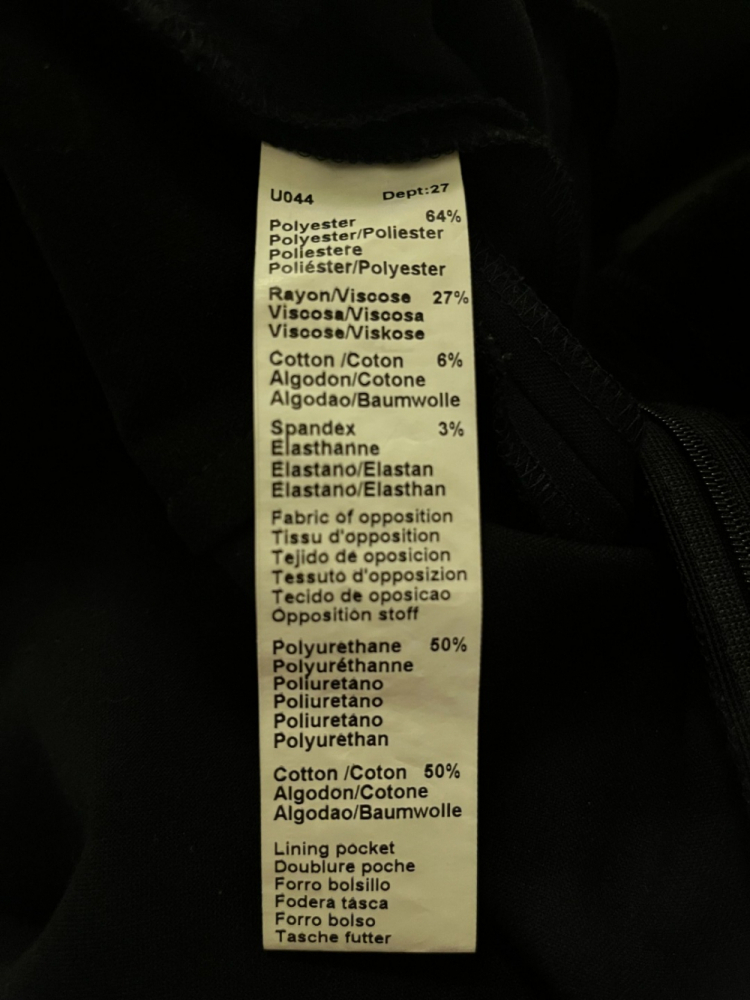 U044 Dept:27
Polyester 64%
Polyester/Poliester
Poliestere
Poliéster/Polyester
Rayon/Viscose 27%
Viscosa/Viscosa
Viscose/Viskose
Cotton /Coton 6%
Algodon/Cotone
Algodao/Baumwolle
Spandex 3%
Elasthanne
Elastano/Elastan
Elastano/Elasthan
Fabric of opposition
Tissu d'opposition
Tejido de oposicion
Tessuto d'opposizion
Tecido de oposicao
Opposition stoff
Polyurethane 50%
Polyuréthanne
Poliuretano
Poliuretano
Poliuretano
Polyurethan
Cotton /Coton 50%
Algodon/Cotone
Algodao/Baumwolle
Lining pocket
Doublure poche
Forro bolsillo
Fodera tasca
Forro bolso
Tasche futter